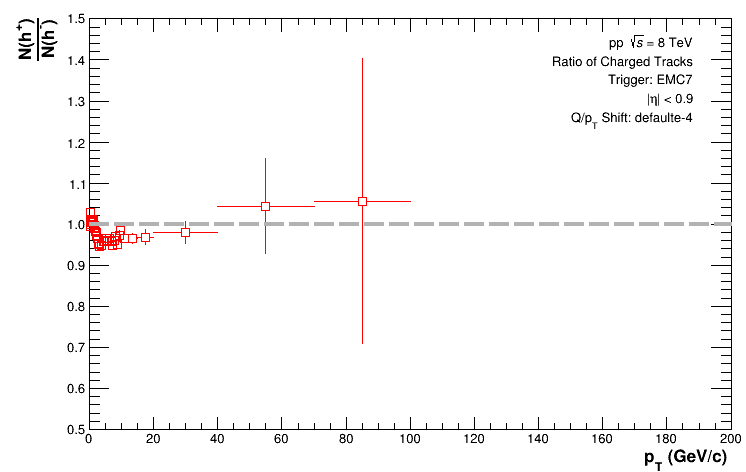 N(h⁺)
N(h⁻)
1.5
1.4
1.3
1.2
1.1
1.0
0.9
0.8
0.7
0.6
0.5
pp √s = 8 TeV
Ratio of Charged Tracks
Trigger: EMC7
|η| < 0.9
Q/p_T Shift: defaulte-4
0 20 40 60 80 100 120 140 160 180 200
p_T (GeV/c)